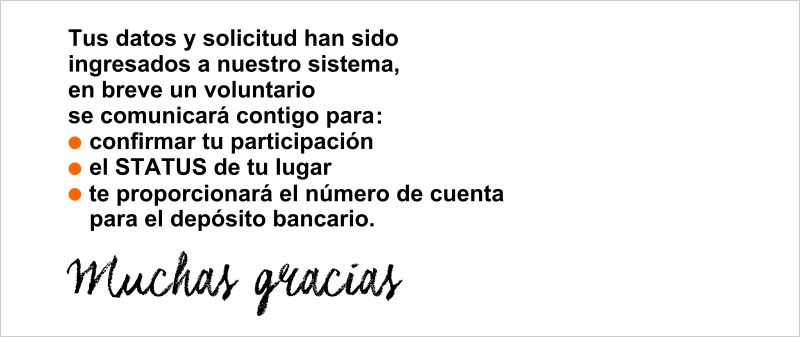 Tus datos y solicitud han sido
ingresados a nuestro sistema,
en breve un voluntario
se comunicará contigo para:
● confirmar tu participación
● el STATUS de tu lugar
● te proporcionará el número de cuenta
para el depósito bancario.
Muchas gracias